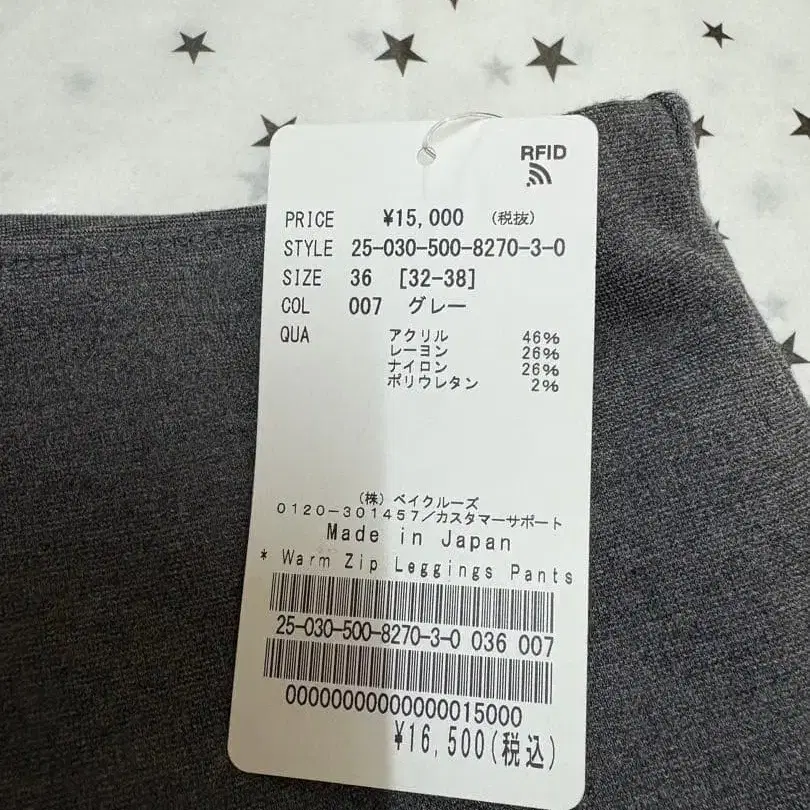 RFID
PRICE ¥15,000 (税抜)
STYLE 25-030-500-8270-3-0
SIZE 36 [32-38]
COL 007 グレー
QUA アクリル 46%
レーヨン 26%
ナイロン 26%
ポリウレタン 2%
(株) ベイクルーズ
0120-301457/カスタマーサポート
Made in Japan
* Warm Zip Leggings Pants
25-030-500-8270-3-0 036 007
00000000000000015000
¥16,500(税込)